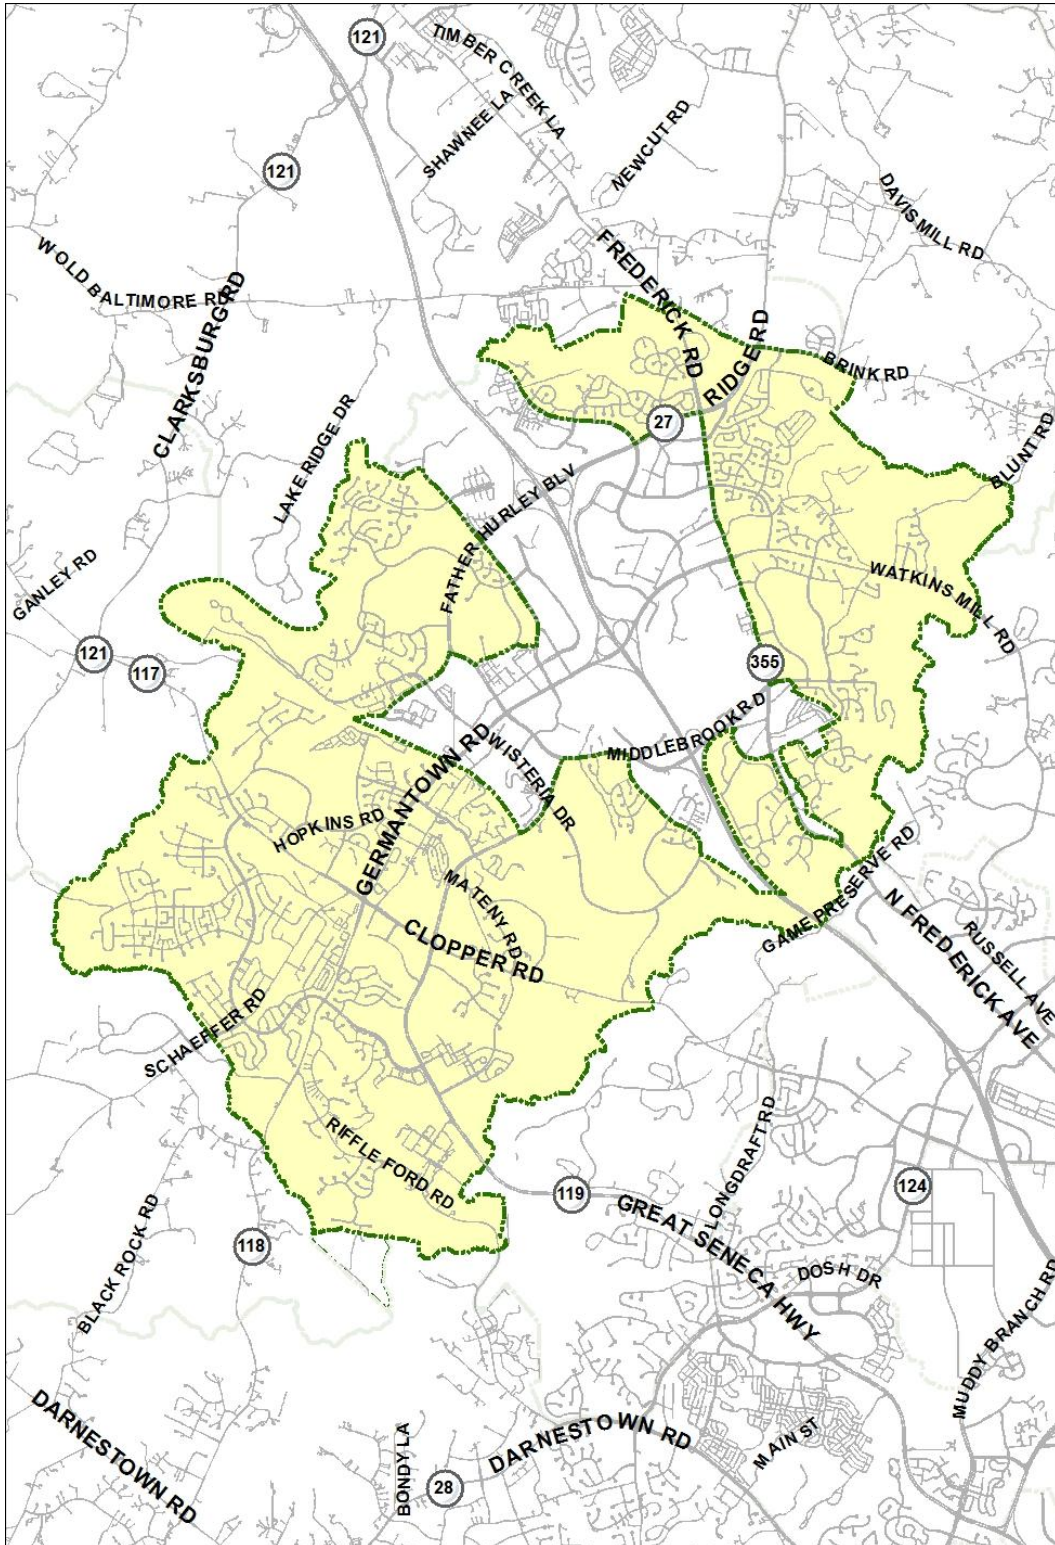 121
TIMBER CREEK LA
SHAWNEE LA
NEWCUT RD
121
DAVIS MILL RD
W OLD BALTIMORE RD
FREDERICK RD
CLARKSBURG RD
RIDGE RD
BRINK RD
27
LAKE RIDGE DR
BLUNT RD
FATHER HURLEY BLV
GANLEY RD
WATKINS MILL RD
121
117
355
MIDDLEBROOK RD
WISTERIA DR
GERMANTOWN RD
HOPKINS RD
MATENY RD
GAME PRESERVE RD
CLOPPER RD
N FREDERICK AVE
RUSSELL AVE
SCHAEFFER RD
RIFFLE FORD RD
LONGDRAFT RD
119
124
GREAT SENECA HWY
BLACK ROCK RD
118
DOSH DR
MUDDY BRANCH RD
DARNESTOWN RD
BONDY LA
DARNESTOWN RD
MAIN ST
28